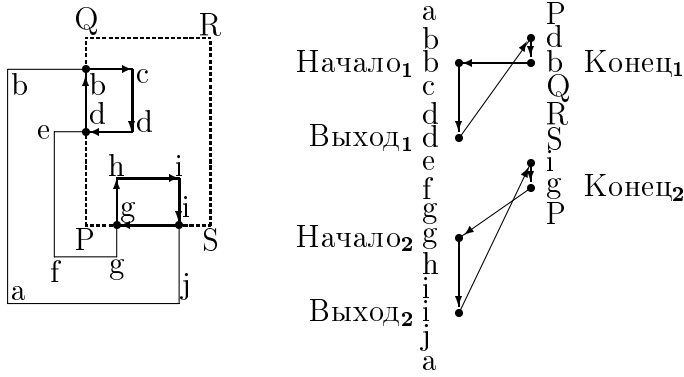 Q
R
b
b
c
e
d
d
h
i
g
i
P
S
f
g
a
j
a
b
Начало₁ b
c
d
Выход₁ d
e
f
g
Начало₂ g
h
i
Выход₂ i
j
a
P
d
b Конец₁
Q
R
S
i
g Конец₂
P